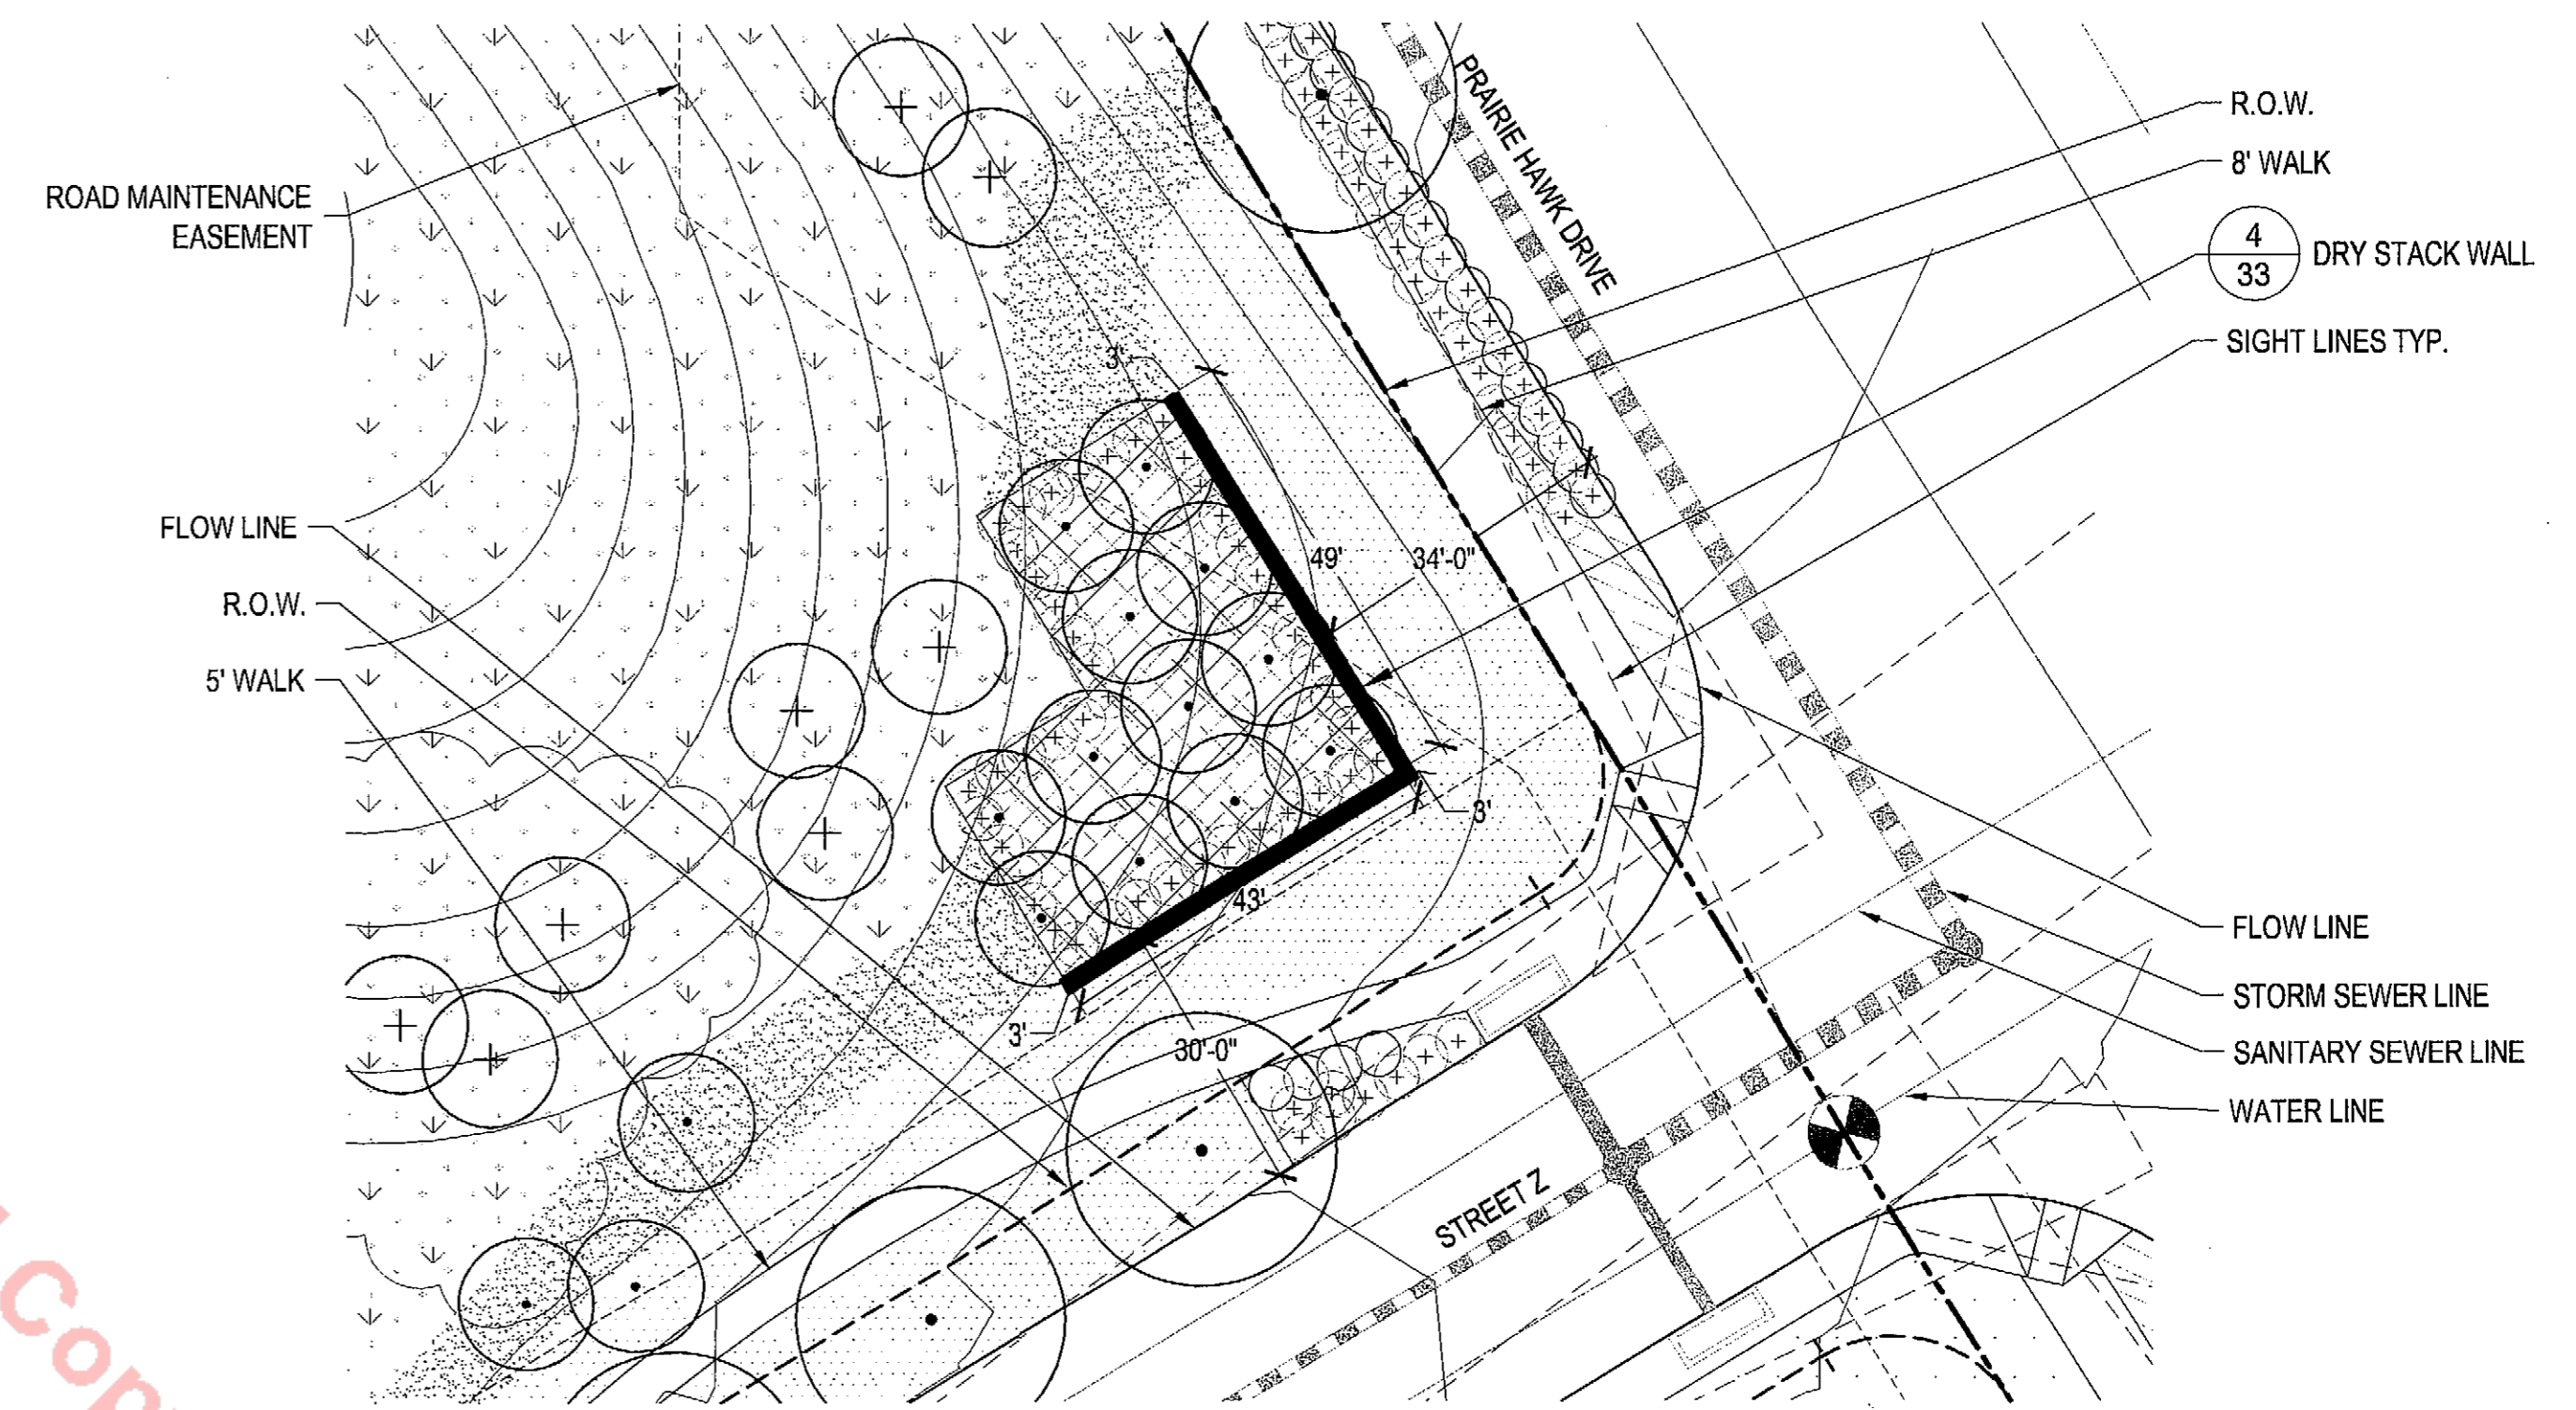 PRAIRIE HAWK DRIVE
R.O.W.
8' WALK
4
33
DRY STACK WALL
SIGHT LINES TYP.
ROAD MAINTENANCE
EASEMENT
FLOW LINE
R.O.W.
5' WALK
3'
49'
34'-0"
3'
43'
3'
30'-0"
STREET Z
FLOW LINE
STORM SEWER LINE
SANITARY SEWER LINE
WATER LINE